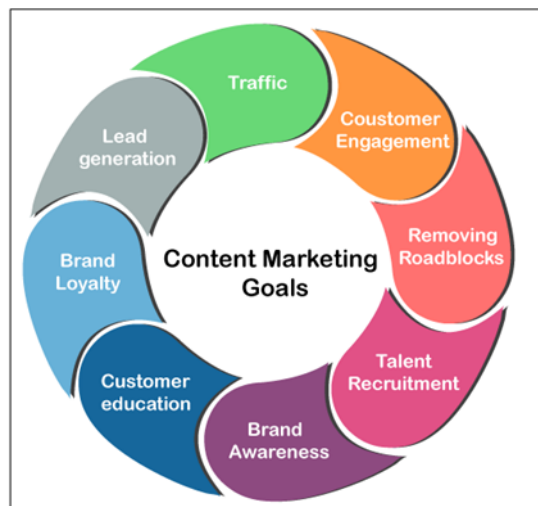 Traffic
Coustomer
Engagement
Removing
Roadblocks
Talent
Recruitment
Brand
Awareness
Customer
education
Brand
Loyalty
Lead
generation
Content Marketing
Goals